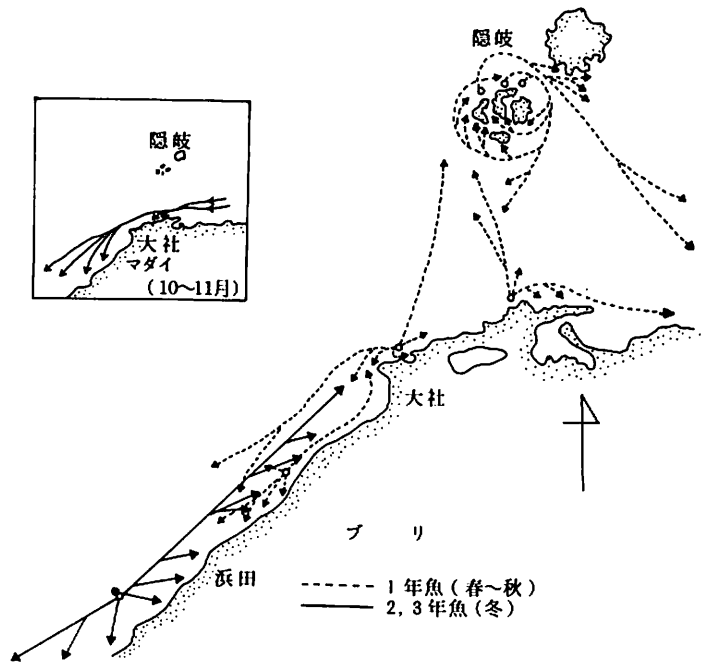 隠岐
隠岐
大社
マダイ
(10〜11月)
大社
浜田
ブリ
1年魚(春〜秋)
2,3年魚(冬)